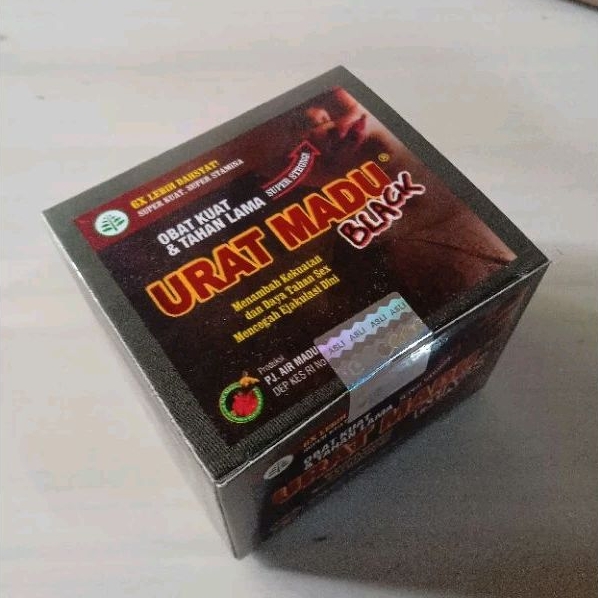 6X LEBIH DAHSYAT!
SUPER KUAT, SUPER STAMINA
OBAT KUAT
& TAHAN LAMA
SUPER STRONG
URAT MADU®
BLACK
Menambah Kekuatan
dan Daya Tahan Sex
Mencegah Ejakulasi Dini
Produksi
PJ. AIR MADU
DEP KES RI No
ASLI ASLI ASLI ASLI
6X LEBIH
OBAT KUAT
& TAHAN LAMA